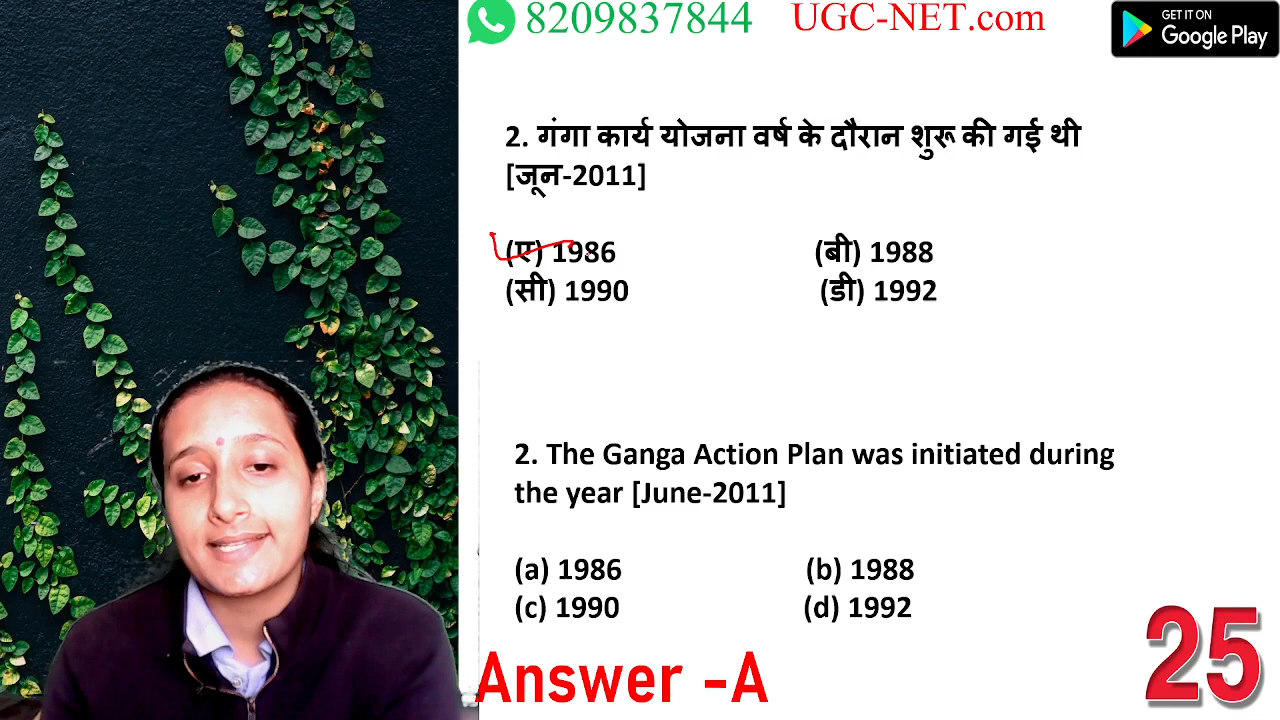 8209837844 UGC-NET.com GET IT ON
Google Play
2. गंगा कार्य योजना वर्ष के दौरान शुरू की गई थी
[जून-2011]
(ए) 1986 (बी) 1988
(सी) 1990 (डी) 1992
2. The Ganga Action Plan was initiated during
the year [June-2011]
(a) 1986 (b) 1988
(c) 1990 (d) 1992
Answer -A
25